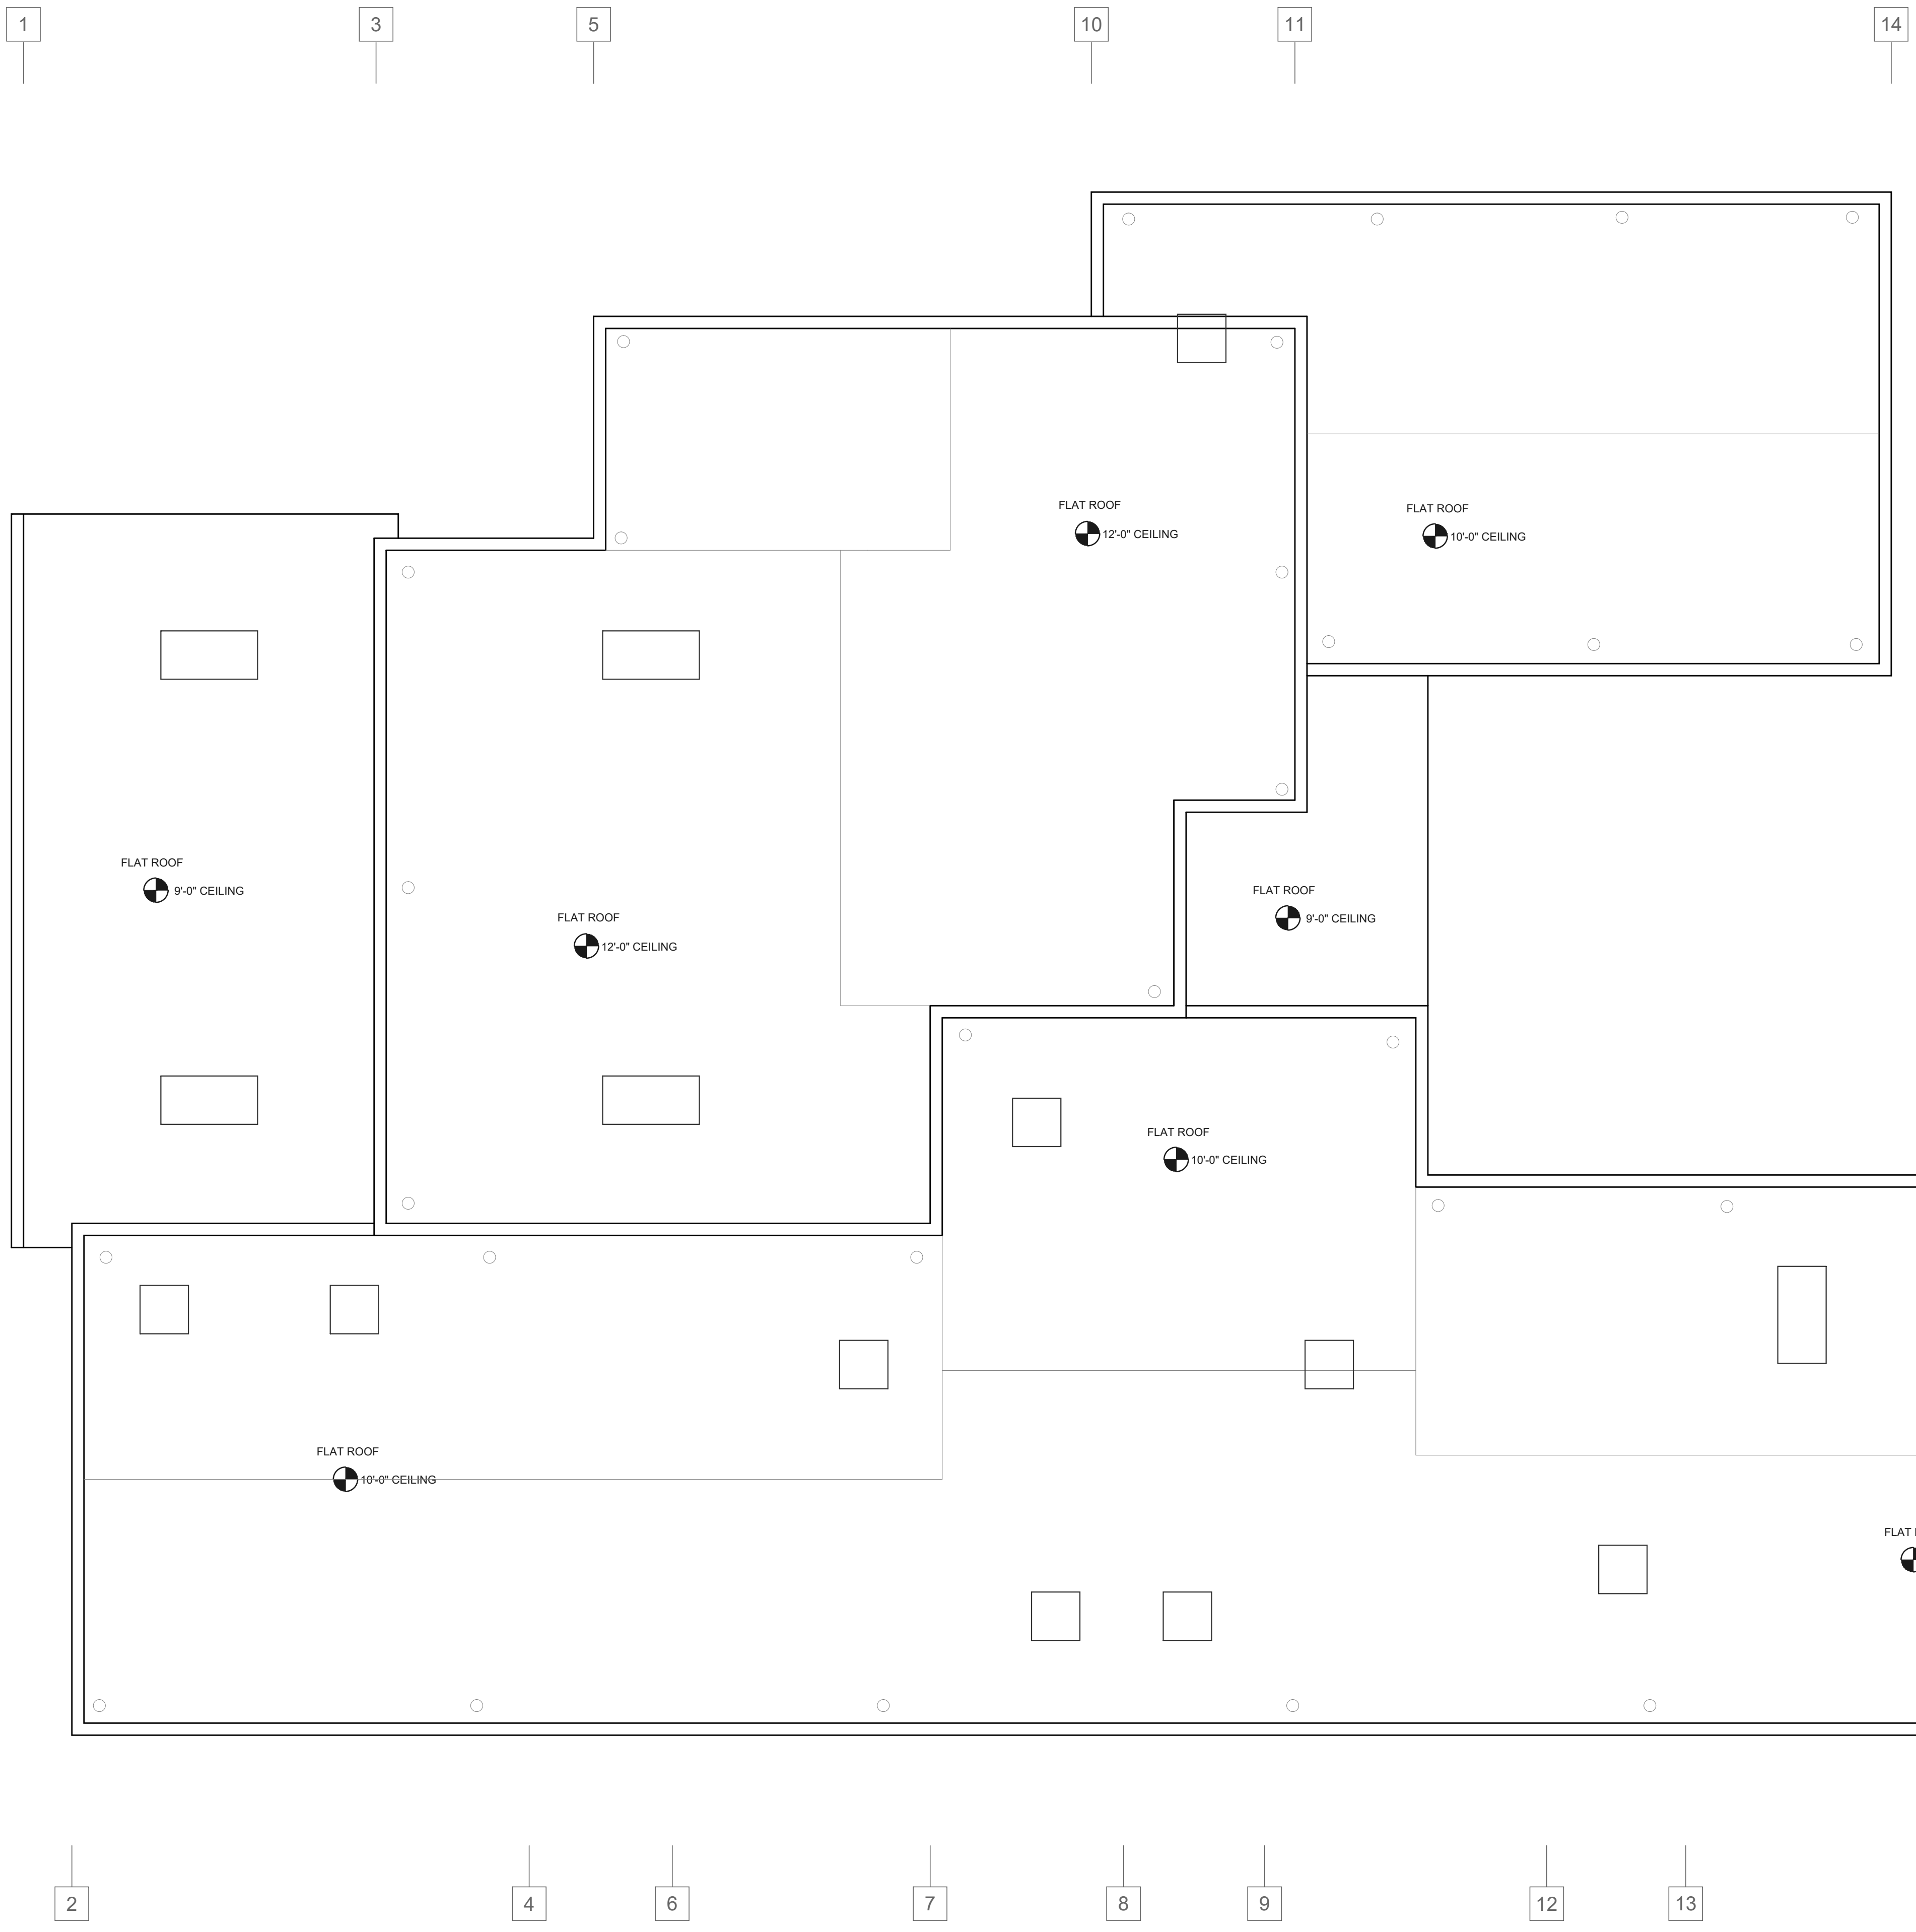 1
3
5
10
11
14
FLAT ROOF
12'-0" CEILING
FLAT ROOF
10'-0" CEILING
FLAT ROOF
9'-0" CEILING
FLAT ROOF
12'-0" CEILING
FLAT ROOF
9'-0" CEILING
FLAT ROOF
10'-0" CEILING
FLAT ROOF
10'-0" CEILING
FLAT
2
4
6
7
8
9
12
13